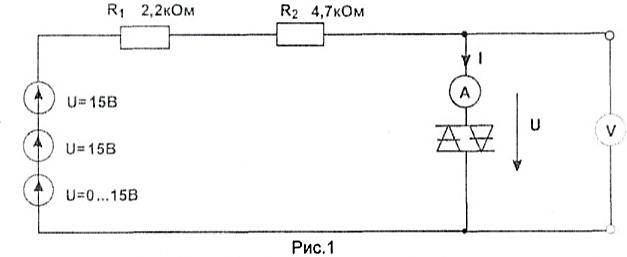 R1 2,2кОм
R2 4,7кОм
I
A
U
V
U=15В
U=15В
U=0...15В
Рис.1